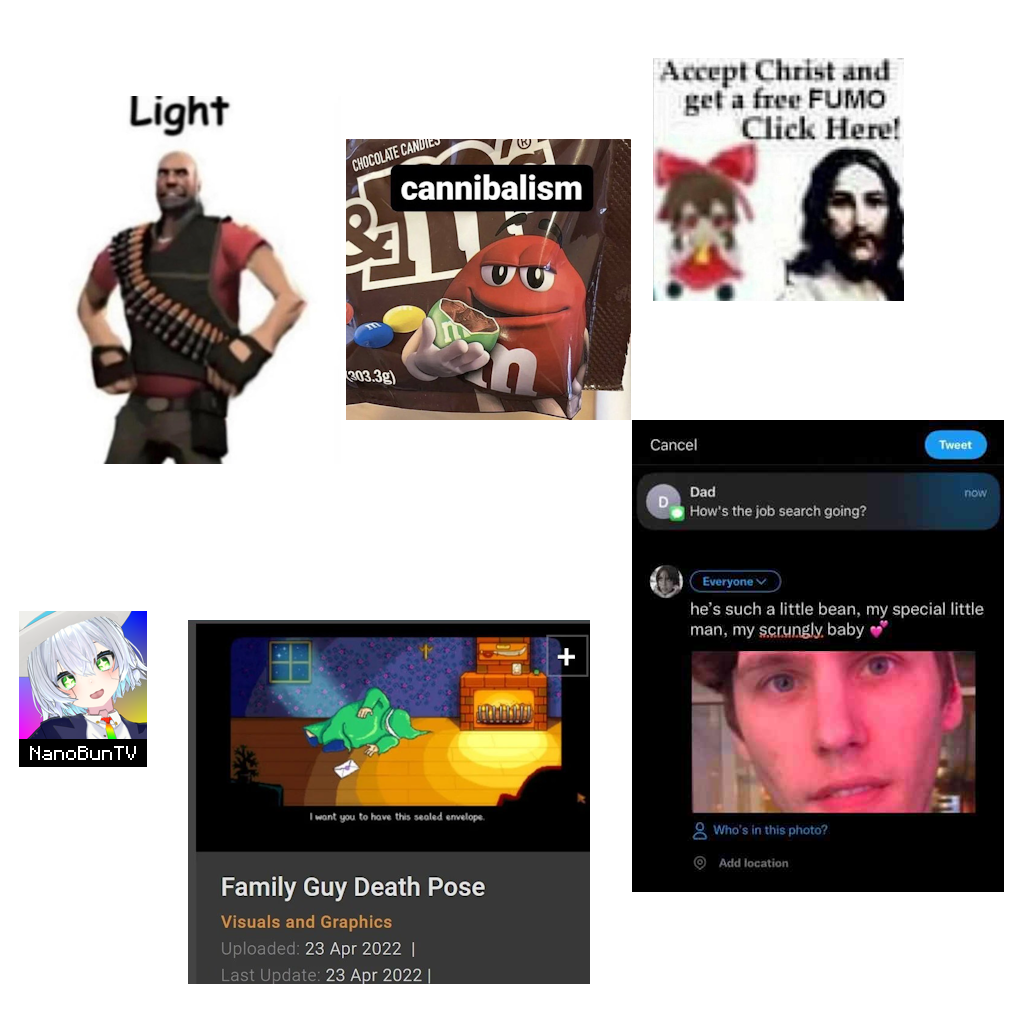 Light
CHOCOLATE CANDIES
®
&M
cannibalism
m
m
m
(303.3g)
Accept Christ and
get a free FUMO
Click Here!
Cancel
Tweet
D
Dad
now
How's the job search going?
Everyone
he's such a little bean, my special little
man, my scrungly baby 💕
Who's in this photo?
Add location
NanoBunTV
+
I want you to have this sealed envelope.
Family Guy Death Pose
Visuals and Graphics
Uploaded: 23 Apr 2022 |
Last Update: 23 Apr 2022 |